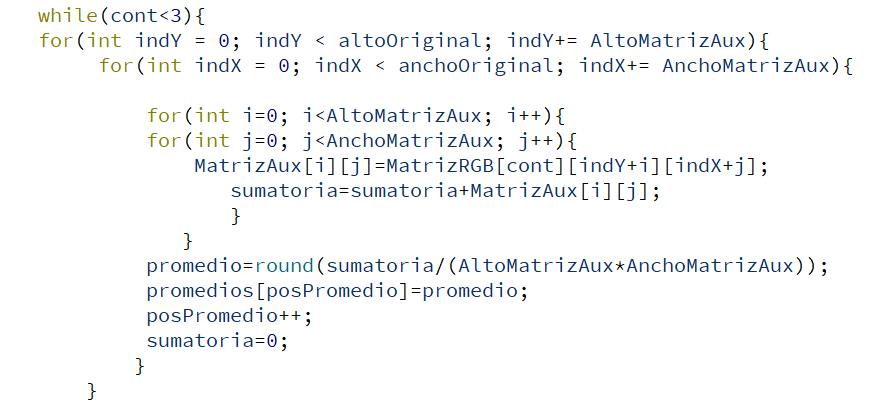 while(cont<3){
for(int indY = 0; indY < altoOriginal; indY+= AltoMatrizAux){
for(int indX = 0; indX < anchoOriginal; indX+= AnchoMatrizAux){
for(int i=0; i<AltoMatrizAux; i++){
for(int j=0; j<AnchoMatrizAux; j++){
MatrizAux[i][j]=MatrizRGB[cont][indY+i][indX+j];
sumatoria=sumatoria+MatrizAux[i][j];
}
}
promedio=round(sumatoria/(AltoMatrizAux*AnchoMatrizAux));
promedios[posPromedio]=promedio;
posPromedio++;
sumatoria=0;
}
}